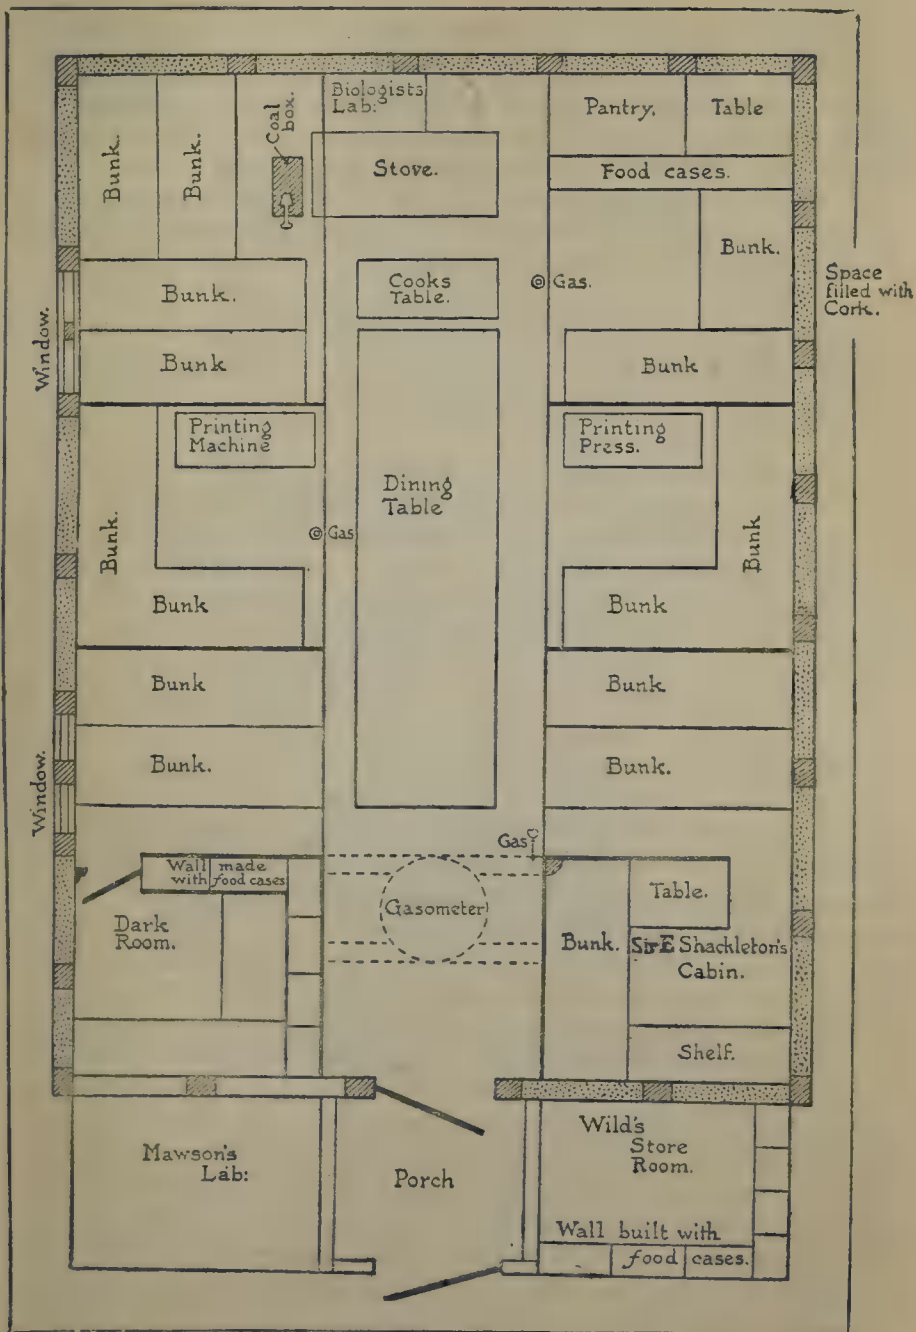 Bunk.
Bunk.
Coal
box.
Biologists
Lab:
Stove.
Pantry.
Table
Food cases.
Bunk.
Bunk.
Cooks
Table.
Gas.
Space
filled with
Cork.
Window.
Bunk
Bunk
Printing
Machine
Dining
Table
Printing
Press.
Gas
Bunk.
Bunk
Bunk
Bunk
Bunk
Bunk
Bunk.
Bunk.
Window.
Gas
Wall made
with food cases
Gasometer
Dark
Room.
Bunk.
Table.
Sir E Shackleton's
Cabin.
Shelf.
Mawson's
Lab:
Porch
Wild's
Store
Room.
Wall built with
food cases.